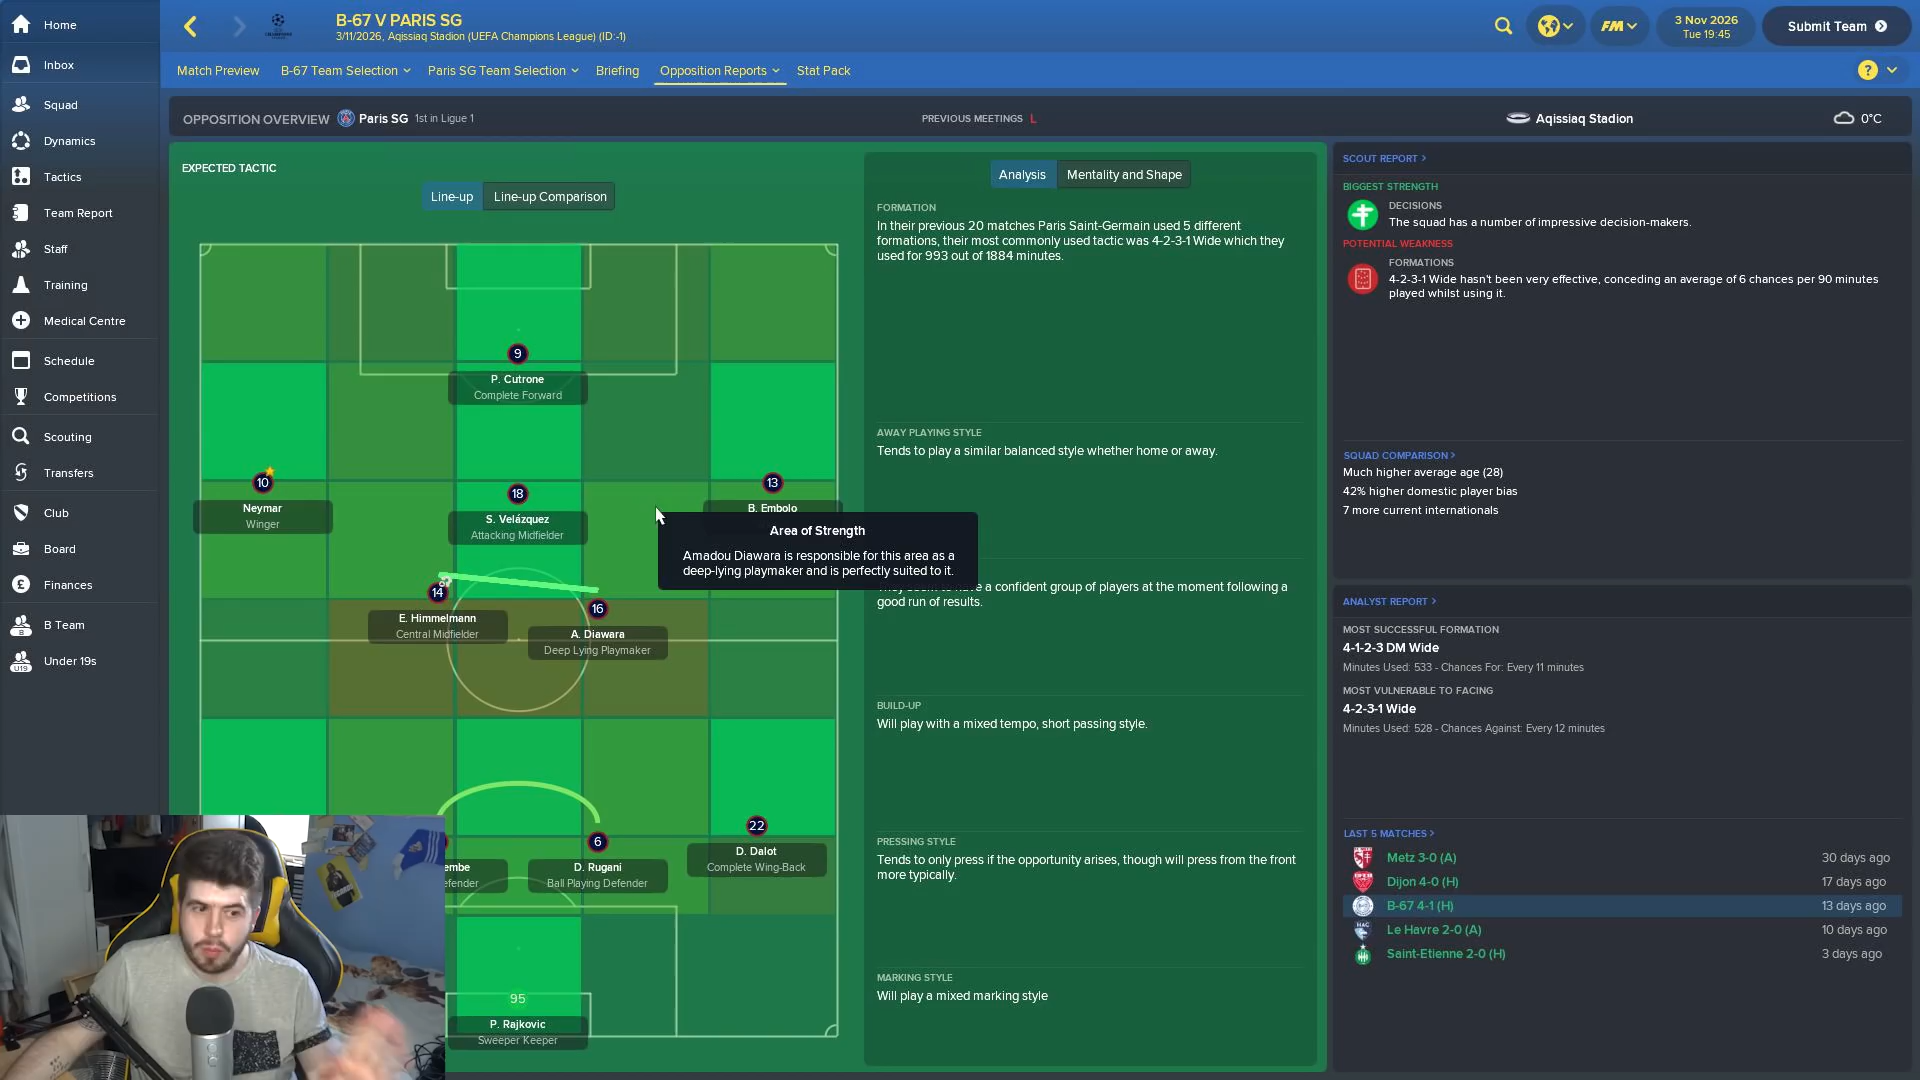 Home
Inbox
Squad
Dynamics
Tactics
Team Report
Staff
Training
Medical Centre
Schedule
Competitions
Scouting
Transfers
Club
Board
Finances
B Team
Under 19s
B
U19
B-67 V PARIS SG
3/11/2026, Aqissiaq Stadion (UEFA Champions League) (ID:-1)
FM
3 Nov 2026
Tue 19:45
Submit Team
Match Preview
B-67 Team Selection
Paris SG Team Selection
Briefing
Opposition Reports
Stat Pack
?
OPPOSITION OVERVIEW
Paris SG
1st in Ligue 1
PREVIOUS MEETINGS L
Aqissiaq Stadion
0°C
EXPECTED TACTIC
Line-up
Line-up Comparison
9
P. Cutrone
Complete Forward
10
Neymar
Winger
18
S. Velázquez
Attacking Midfielder
13
B. Embolo
14
E. Himmelmann
Central Midfielder
16
A. Diawara
Deep Lying Playmaker
embe
efender
6
D. Rugani
Ball Playing Defender
22
D. Dalot
Complete Wing-Back
95
P. Rajkovic
Sweeper Keeper
Area of Strength
Amadou Diawara is responsible for this area as a
deep-lying playmaker and is perfectly suited to it.
Analysis
Mentality and Shape
FORMATION
In their previous 20 matches Paris Saint-Germain used 5 different
formations, their most commonly used tactic was 4-2-3-1 Wide which they
used for 993 out of 1884 minutes.
AWAY PLAYING STYLE
Tends to play a similar balanced style whether home or away.
a confident group of players at the moment following a
good run of results.
BUILD-UP
Will play with a mixed tempo, short passing style.
PRESSING STYLE
Tends to only press if the opportunity arises, though will press from the front
more typically.
MARKING STYLE
Will play a mixed marking style
SCOUT REPORT >
BIGGEST STRENGTH
DECISIONS
The squad has a number of impressive decision-makers.
POTENTIAL WEAKNESS
FORMATIONS
4-2-3-1 Wide hasn't been very effective, conceding an average of 6 chances per 90 minutes
played whilst using it.
SQUAD COMPARISON >
Much higher average age (28)
42% higher domestic player bias
7 more current internationals
ANALYST REPORT >
MOST SUCCESSFUL FORMATION
4-1-2-3 DM Wide
Minutes Used: 533 - Chances For: Every 11 minutes
MOST VULNERABLE TO FACING
4-2-3-1 Wide
Minutes Used: 528 - Chances Against: Every 12 minutes
LAST 5 MATCHES >
Metz 3-0 (A)
30 days ago
Dijon 4-0 (H)
17 days ago
B-67 4-1 (H)
13 days ago
Le Havre 2-0 (A)
10 days ago
Saint-Etienne 2-0 (H)
3 days ago